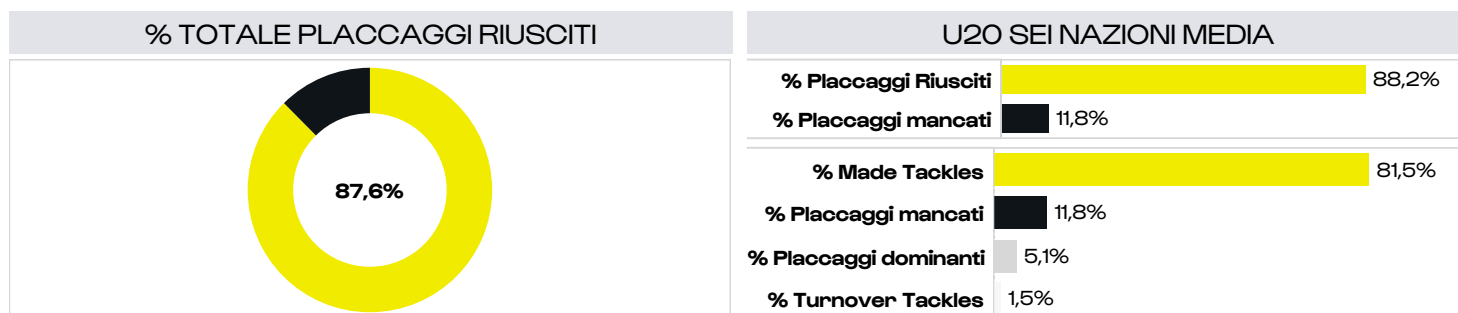 % TOTALE PLACCAGGI RIUSCITI
87,6%
U20 SEI NAZIONI MEDIA
% Placcaggi Riusciti 88,2%
% Placcaggi mancati 11,8%
% Made Tackles 81,5%
% Placcaggi mancati 11,8%
% Placcaggi dominanti 5,1%
% Turnover Tackles 1,5%